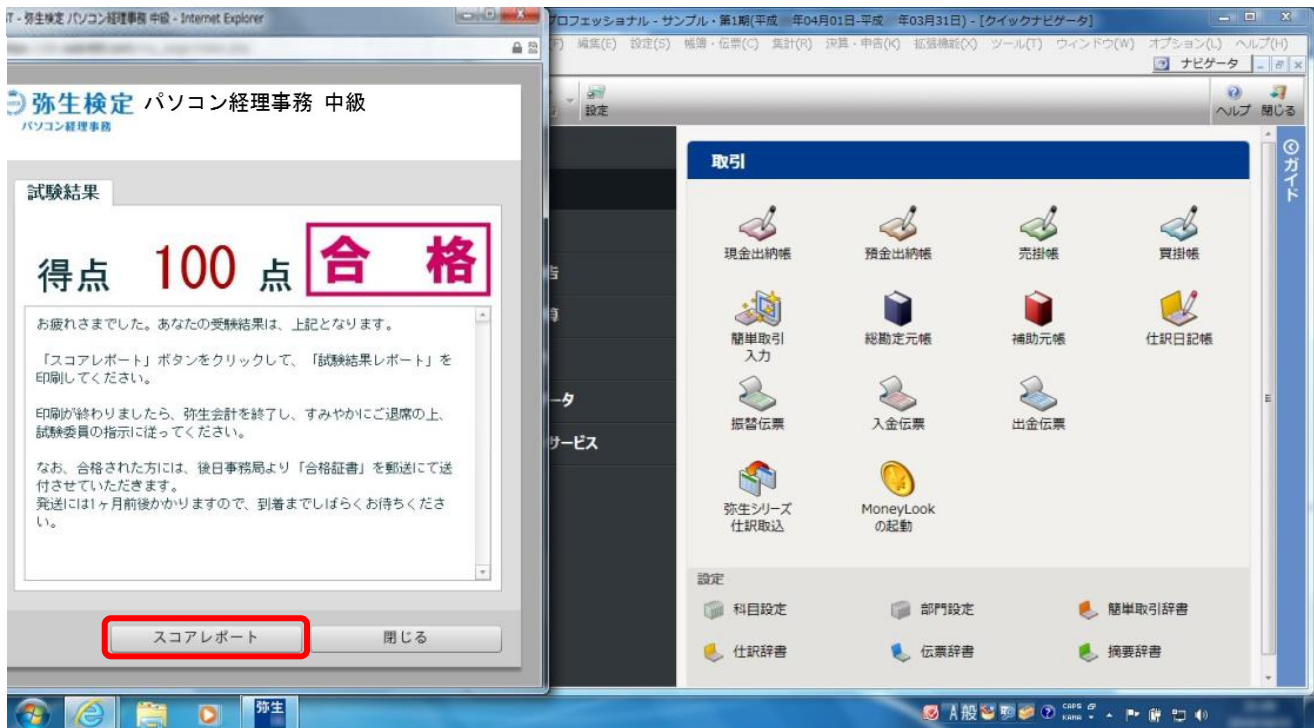 T - 弥生検定 パソコン経理事務 中級 - Internet Explorer
弥生検定 パソコン経理事務 中級
パソコン経理事務
試験結果
得点 100 点 合 格
お疲れさまでした。あなたの受験結果は、上記となります。
「スコアレポート」ボタンをクリックして、「試験結果レポート」を
印刷してください。
印刷が終わりましたら、弥生会計を終了し、すみやかにご退席の上、
試験委員の指示に従ってください。
なお、合格された方には、後日事務局より「合格証書」を郵送にて送
付させていただきます。
発送には1ヶ月前後かかりますので、到着までしばらくお待ちくださ
い。
スコアレポート 閉じる
プロフェッショナル - サンプル・第1期(平成 年04月01日-平成 年03月31日) - [クイックナビゲータ]
(F) 編集(E) 設定(S) 帳簿・伝票(C) 集計(R) 決算・申告(K) 拡張機能(X) ツール(T) ウィンドウ(W) オプション(L) ヘルプ(H)
ナビゲータ
設定 ヘルプ 閉じる
ガイド
告
算
ータ
サービス
取引
現金出納帳 預金出納帳 売掛帳 買掛帳
簡単取引 総勘定元帳 補助元帳 仕訳日記帳
入力
振替伝票 入金伝票 出金伝票
弥生シリーズ MoneyLook
仕訳取込 の起動
設定
科目設定 部門設定 簡単取引辞書
仕訳辞書 伝票辞書 摘要辞書
弥生
A 般 CAPS
KANA